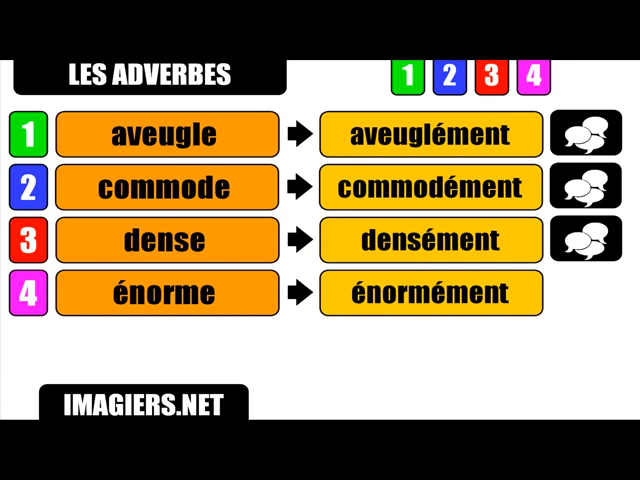 LES ADVERBES 1 2 3 4
1 aveugle aveuglément
2 commode commodément
3 dense densément
4 énorme énormément
IMAGIERS.NET